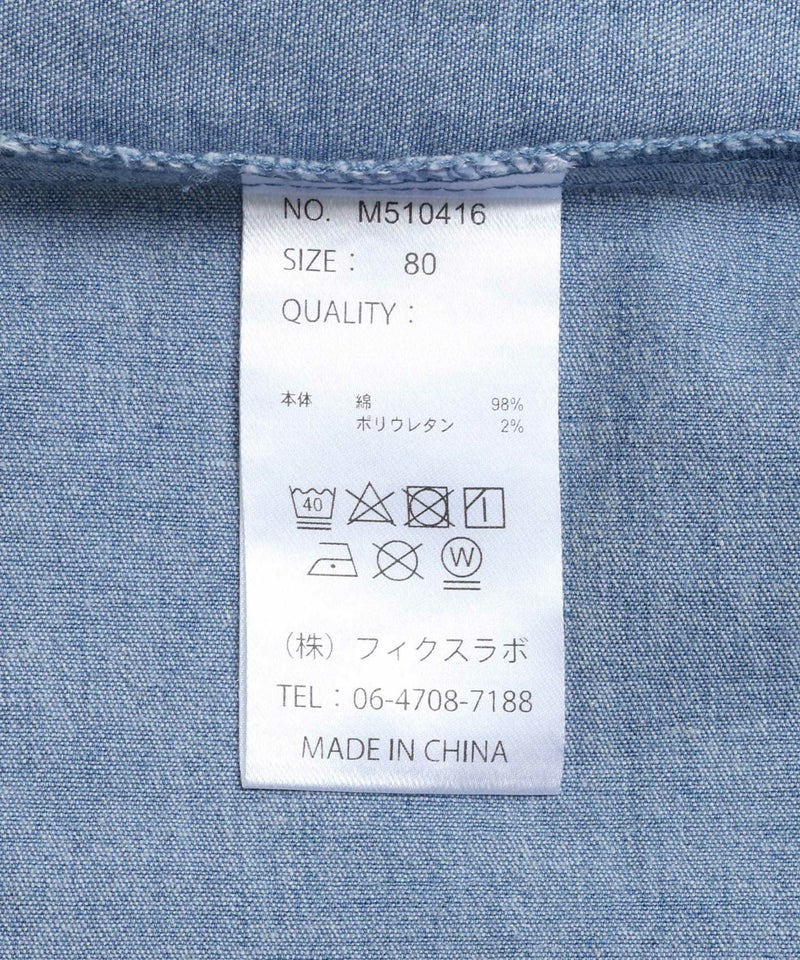 NO. M510416
SIZE : 80
QUALITY :
本体 綿 98%
ポリウレタン 2%
40
W
(株) フィクスラボ
TEL : 06-4708-7188
MADE IN CHINA